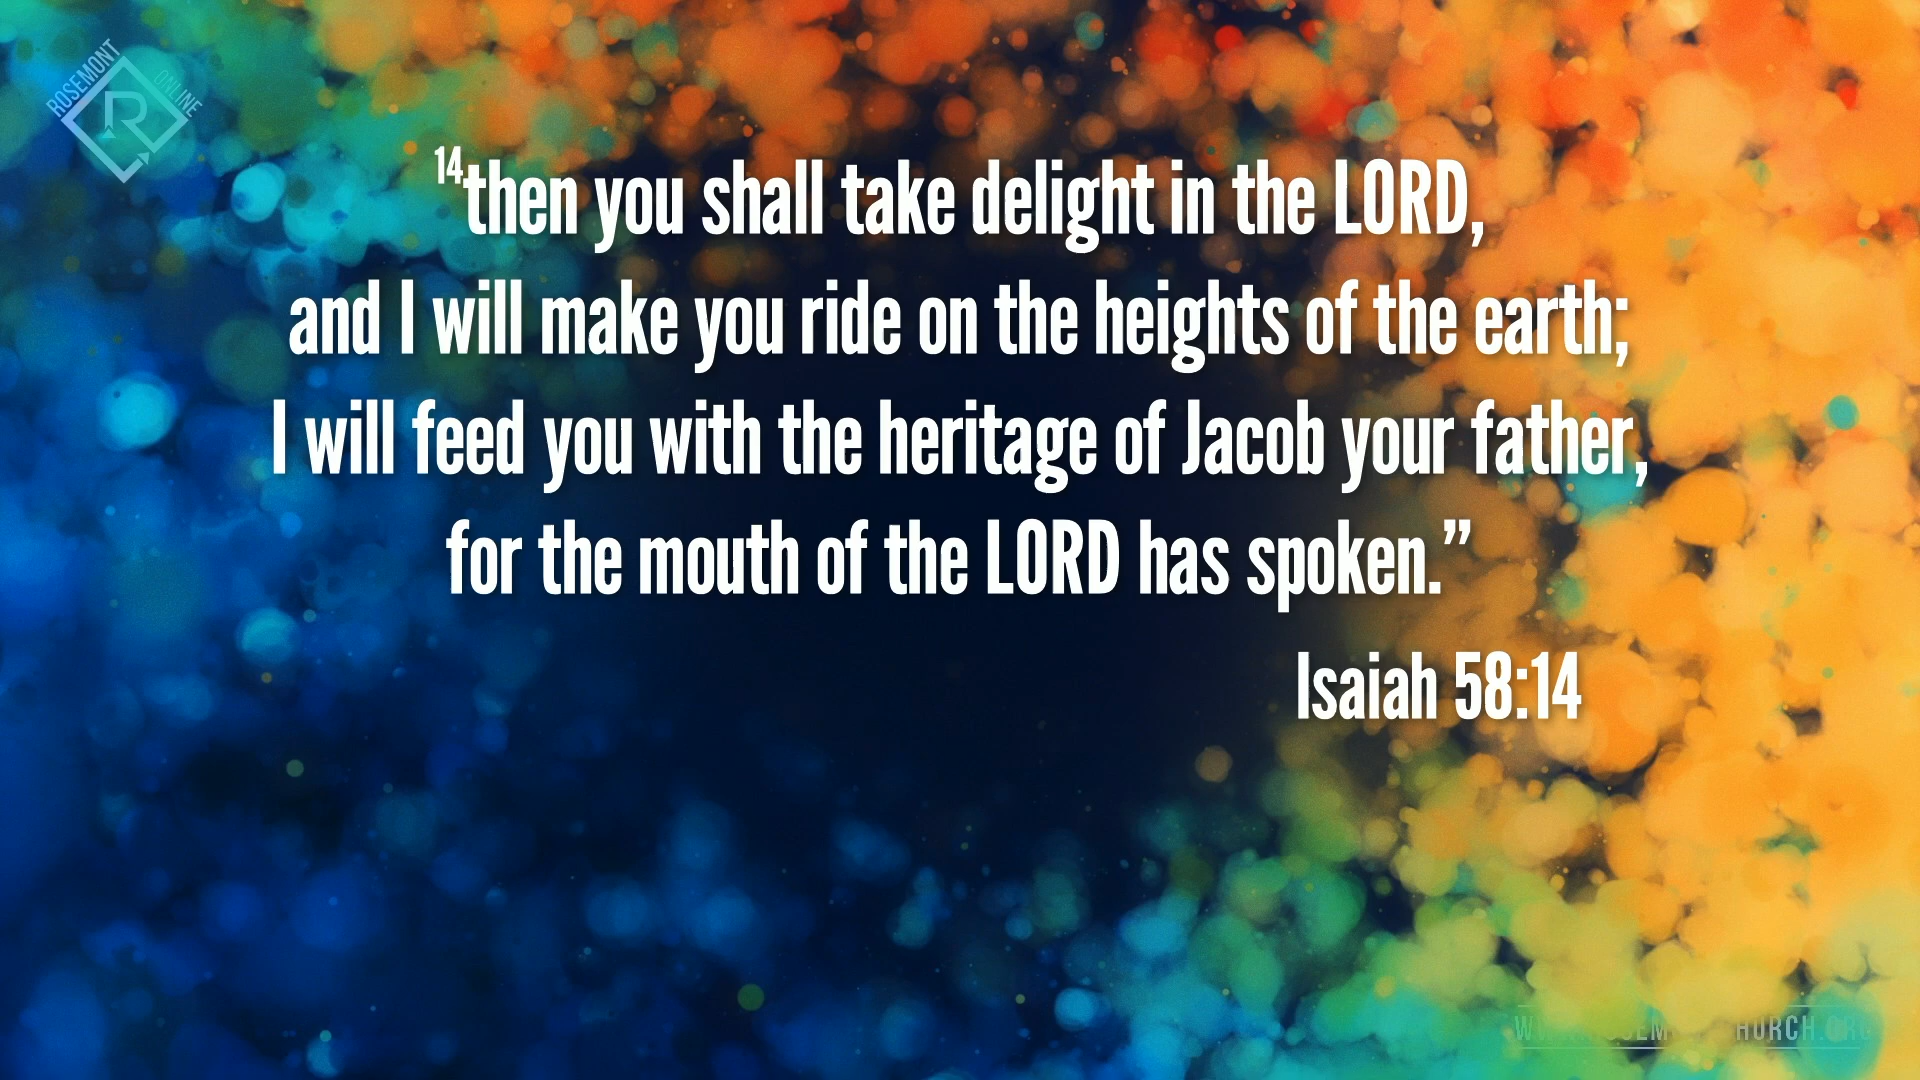 ROSEMONT
ONLINE
R
14then you shall take delight in the LORD,
and I will make you ride on the heights of the earth;
I will feed you with the heritage of Jacob your father,
for the mouth of the LORD has spoken.”
Isaiah 58:14